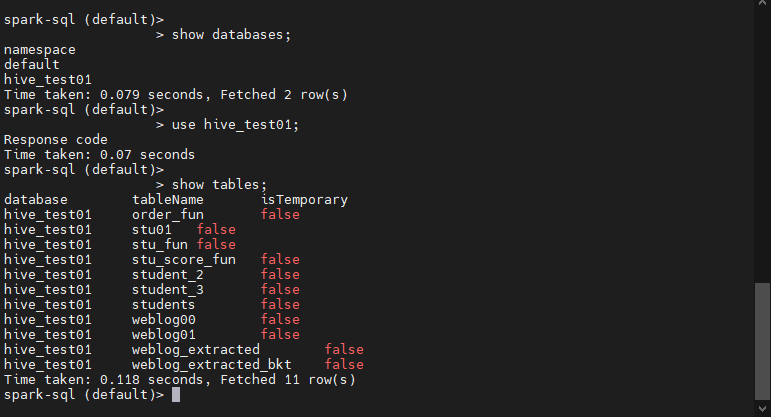 spark-sql (default)>
> show databases;
namespace
default
hive_test01
Time taken: 0.079 seconds, Fetched 2 row(s)
spark-sql (default)>
> use hive_test01;
Response code
Time taken: 0.07 seconds
spark-sql (default)>
> show tables;
database tableName isTemporary
hive_test01 order_fun false
hive_test01 stu01 false
hive_test01 stu_fun false
hive_test01 stu_score_fun false
hive_test01 student_2 false
hive_test01 student_3 false
hive_test01 students false
hive_test01 weblog00 false
hive_test01 weblog01 false
hive_test01 weblog_extracted false
hive_test01 weblog_extracted_bkt false
Time taken: 0.118 seconds, Fetched 11 row(s)
spark-sql (default)>